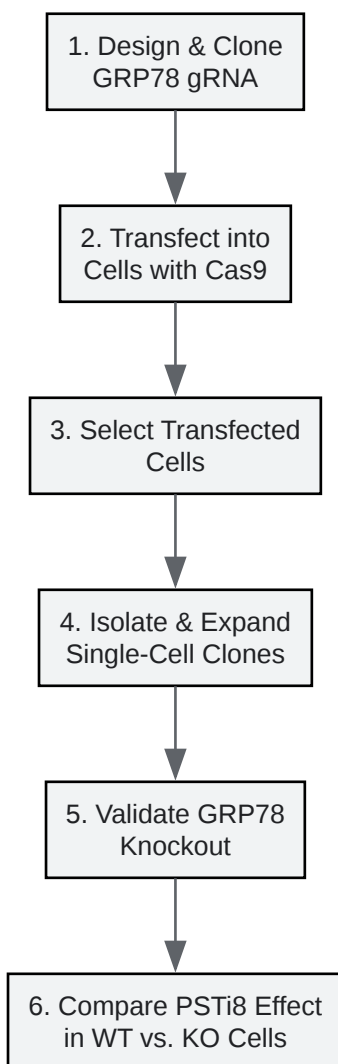 1. Design & Clone
GRP78 gRNA
2. Transfect into
Cells with Cas9
3. Select Transfected
Cells
4. Isolate & Expand
Single-Cell Clones
5. Validate GRP78
Knockout
6. Compare PSTi8 Effect
in WT vs. KO Cells